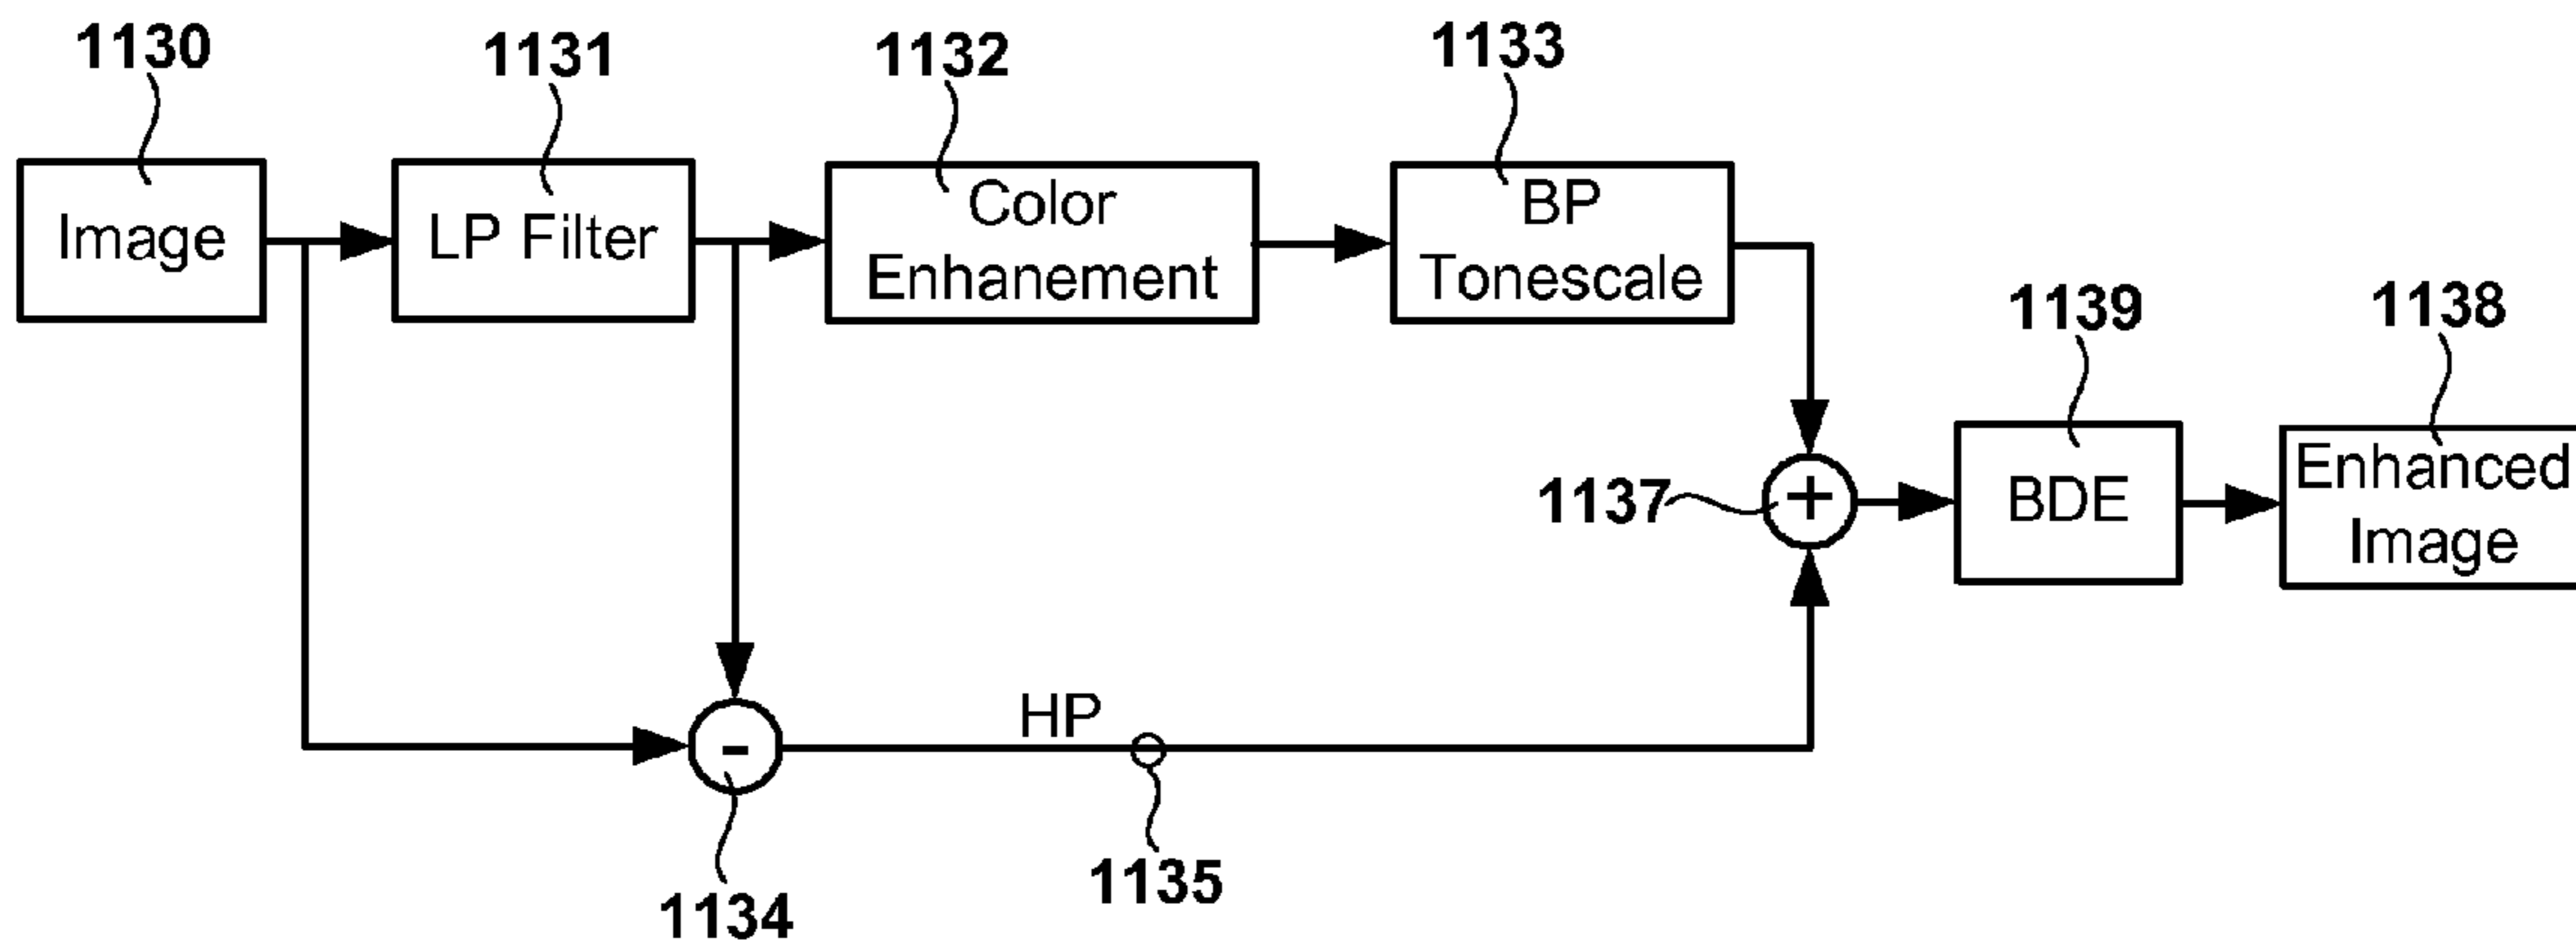 1130
1131
1132
1133
Image
LP Filter
Color
Enhanement
BP
Tonescale
1139
1138
1137
+
BDE
Enhanced
Image
HP
-
1135
1134